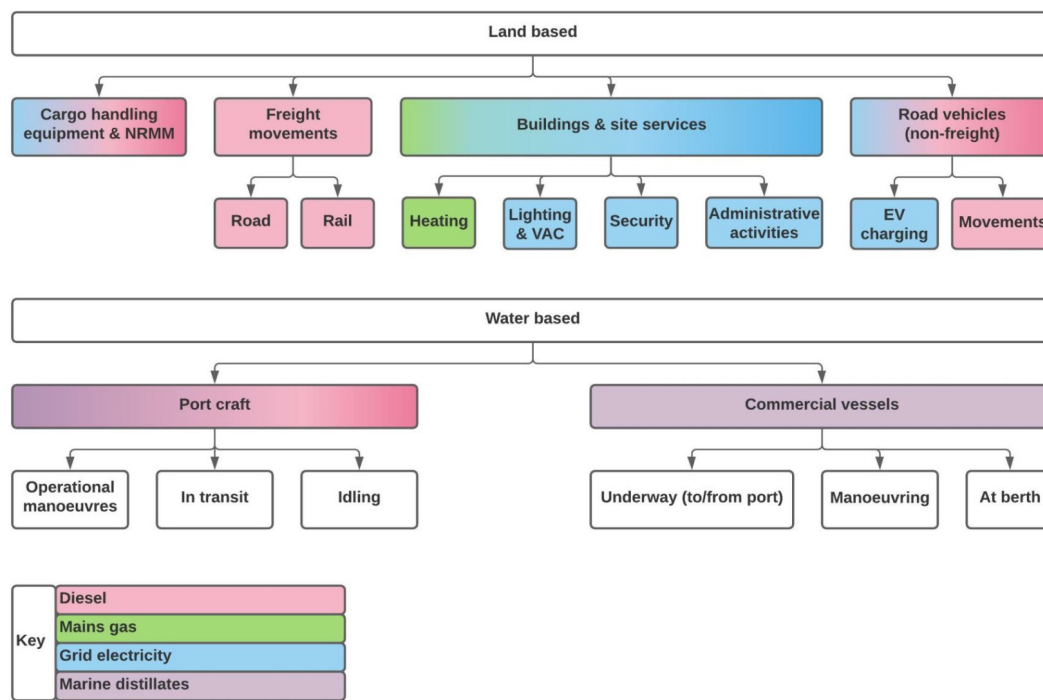 Land based
Cargo handling
equipment & NRMM
Freight
movements
Buildings & site services
Road vehicles
(non-freight)
Road
Rail
Heating
Lighting
& VAC
Security
Administrative
activities
EV
charging
Movements
Water based
Port craft
Commercial vessels
Operational
manoeuvres
In transit
Idling
Underway (to/from port)
Manoeuvring
At berth
Key
Diesel
Mains gas
Grid electricity
Marine distillates